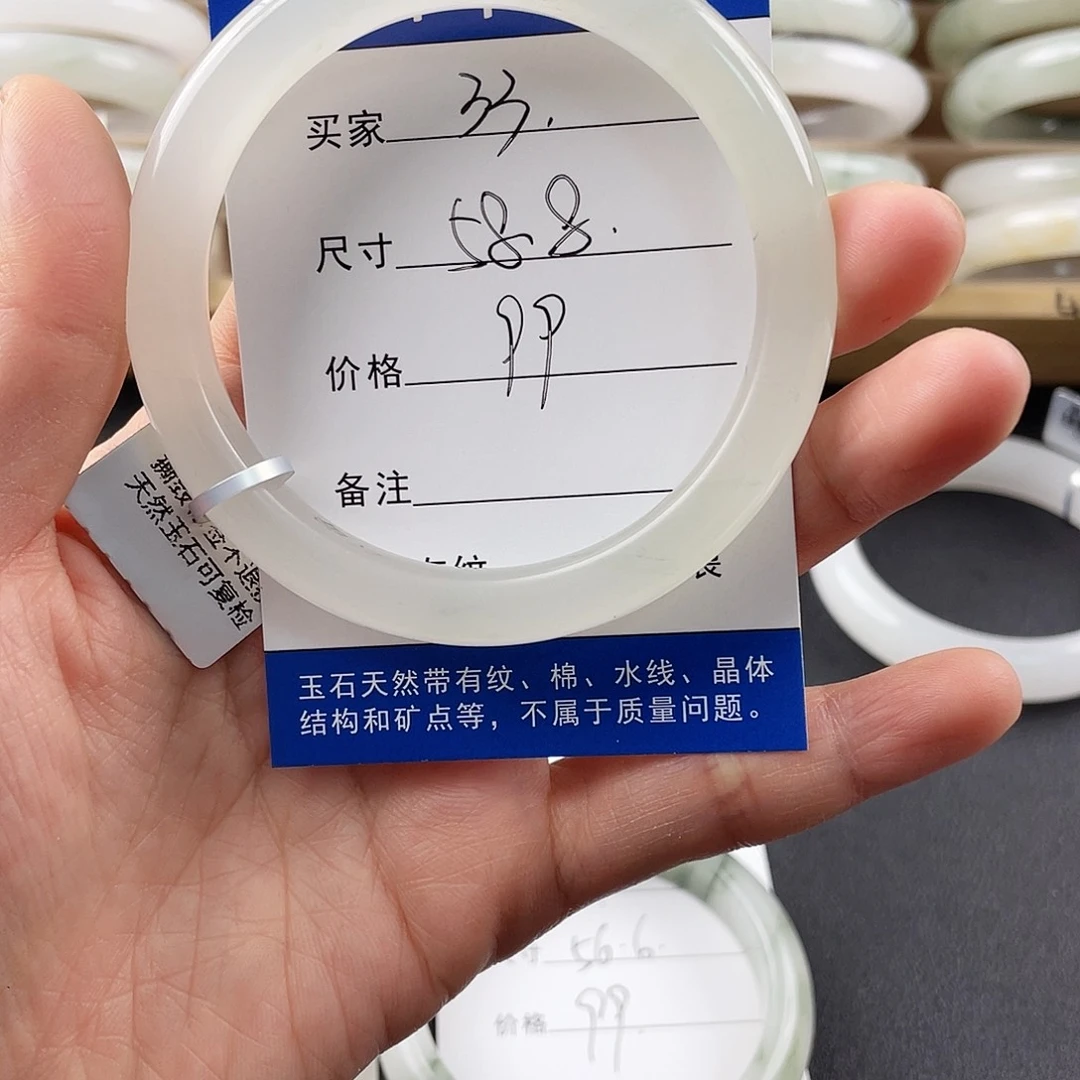 买家 33.
尺寸 58.8.
价格 99
备注
玉石天然带有纹、棉、水线、晶体
结构和矿点等，不属于质量问题。
天然玉石可复检
56.6.
价格 99.